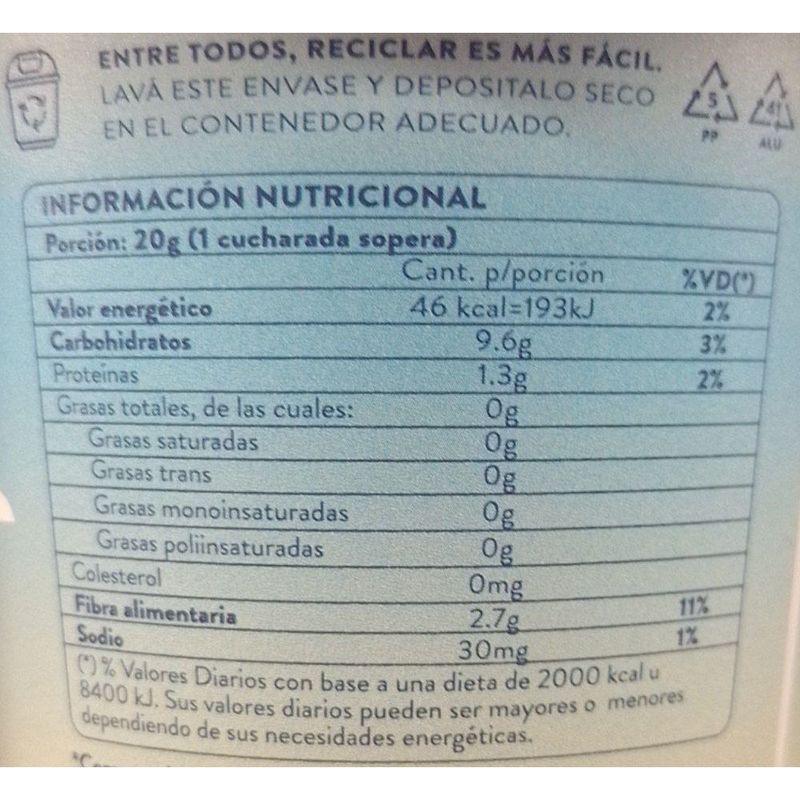 ENTRE TODOS, RECICLAR ES MÁS FÁCIL.
LAVÁ ESTE ENVASE Y DEPOSITALO SECO
EN EL CONTENEDOR ADECUADO.
5 41
PP ALU
INFORMACIÓN NUTRICIONAL
Porción: 20g (1 cucharada sopera)
Cant. p/porción %VD(*)
Valor energético 46 kcal=193kJ 2%
Carbohidratos 9.6g 3%
Proteínas 1.3g 2%
Grasas totales, de las cuales: 0g
Grasas saturadas 0g
Grasas trans 0g
Grasas monoinsaturadas 0g
Grasas poliinsaturadas 0g
Colesterol 0mg
Fibra alimentaria 2.7g 11%
Sodio 30mg 1%
(*) % Valores Diarios con base a una dieta de 2000 kcal u
8400 kJ. Sus valores diarios pueden ser mayores o menores
dependiendo de sus necesidades energéticas.